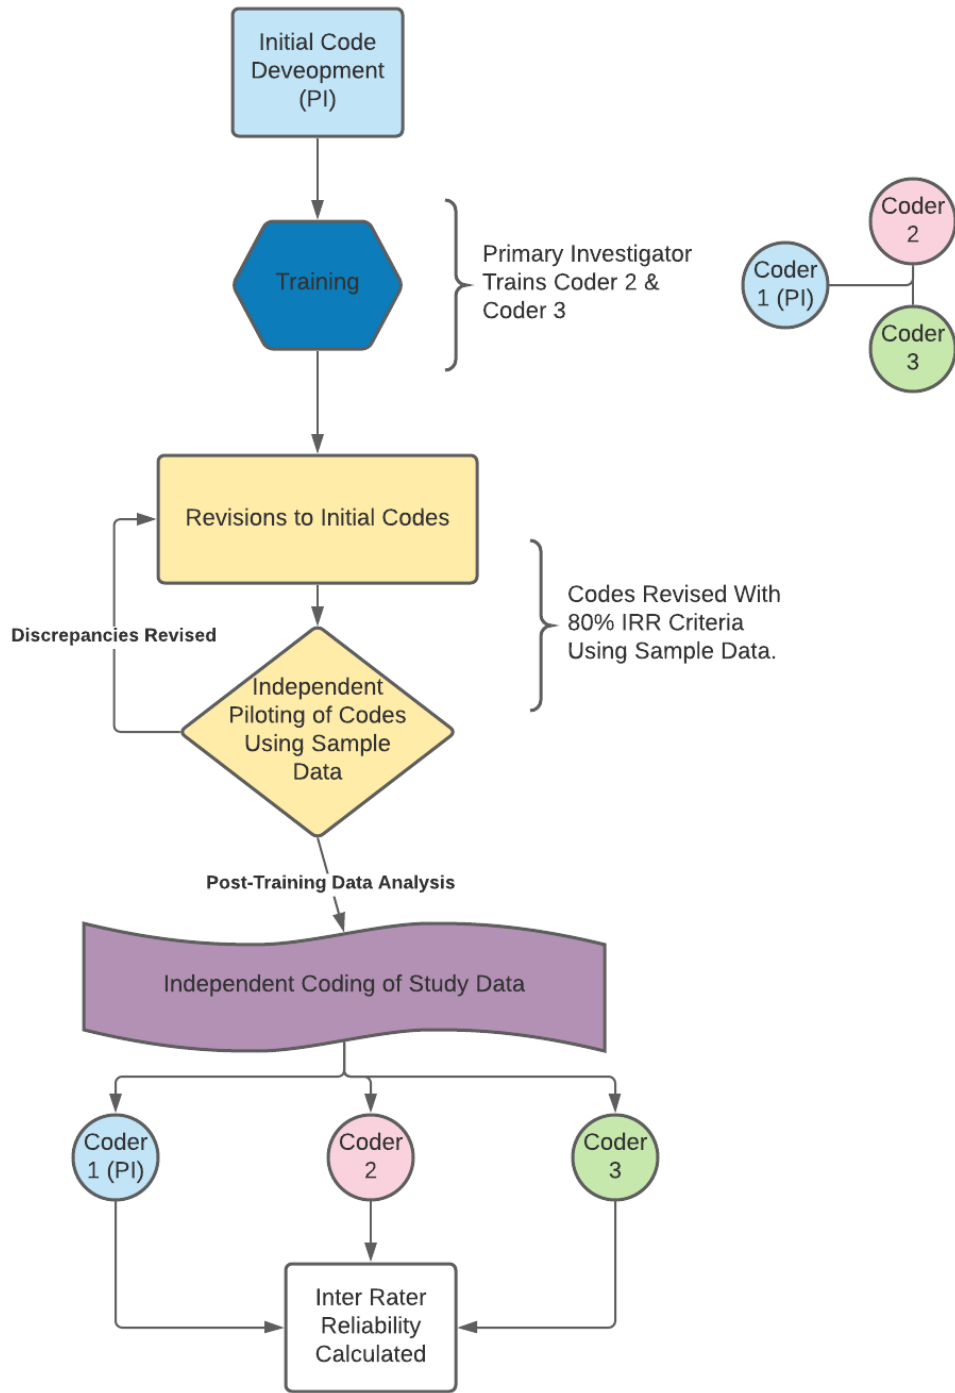 Initial Code
Deveopment
(PI)
Training
Primary Investigator
Trains Coder 2 &
Coder 3
Coder
2
Coder
1 (PI)
Coder
3
Revisions to Initial Codes
Discrepancies Revised
Codes Revised With
80% IRR Criteria
Using Sample Data.
Independent
Piloting of Codes
Using Sample
Data
Post-Training Data Analysis
Independent Coding of Study Data
Coder
1 (PI)
Coder
2
Coder
3
Inter Rater
Reliability
Calculated